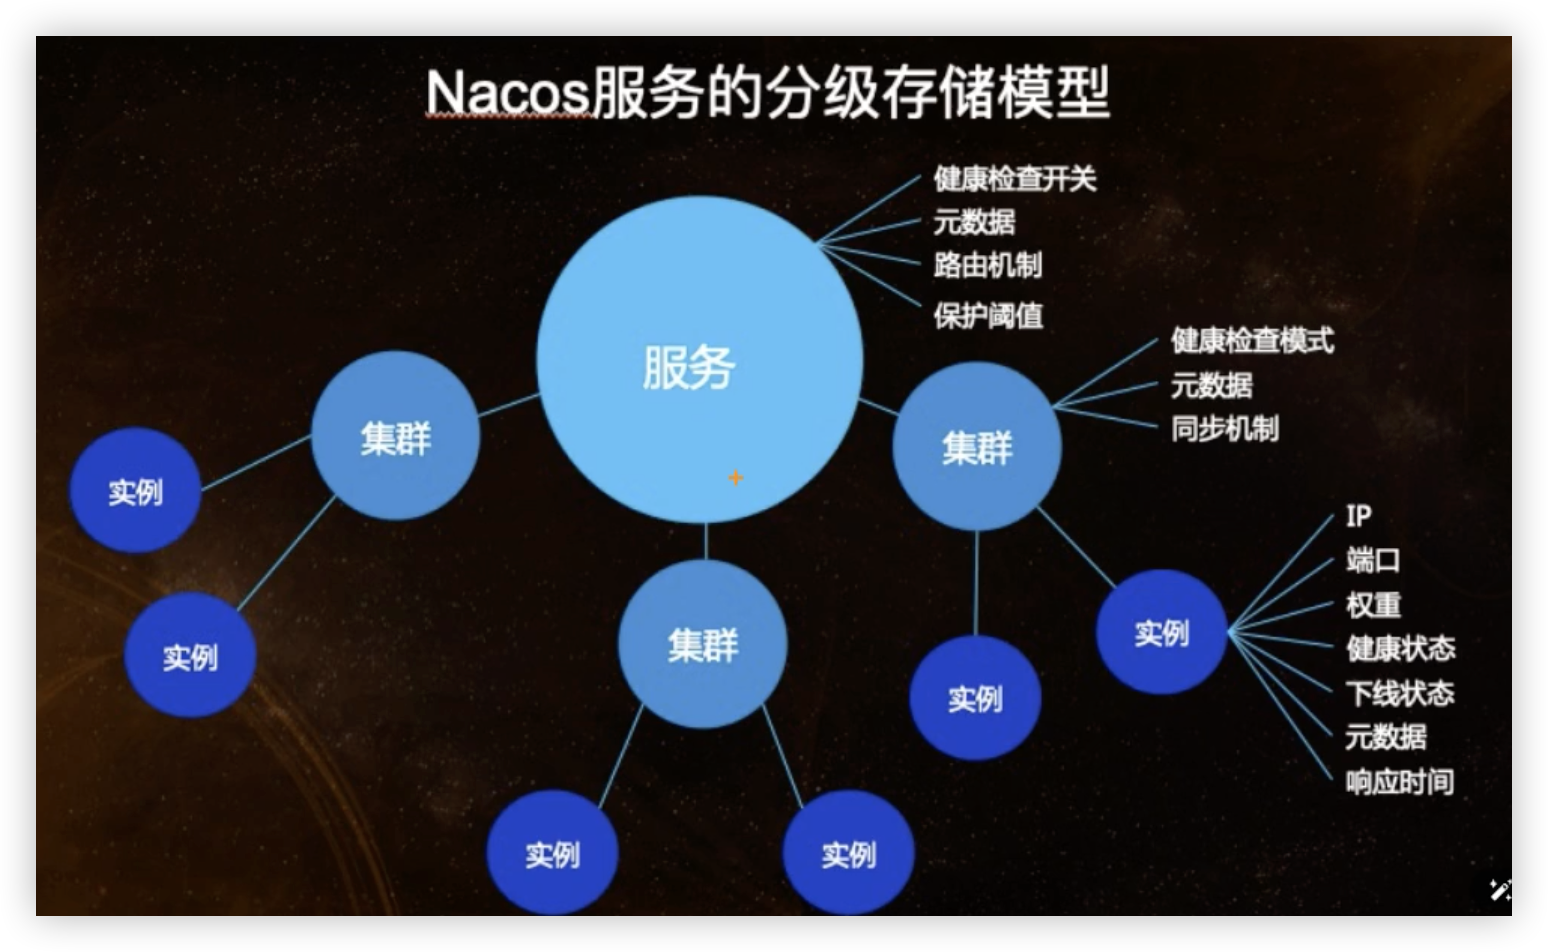 Nacos服务的分级存储模型
健康检查开关
元数据
路由机制
保护阈值
服务
健康检查模式
元数据
同步机制
集群
集群
实例
IP
端口
权重
健康状态
下线状态
元数据
响应时间
实例
实例
集群
实例
实例
实例